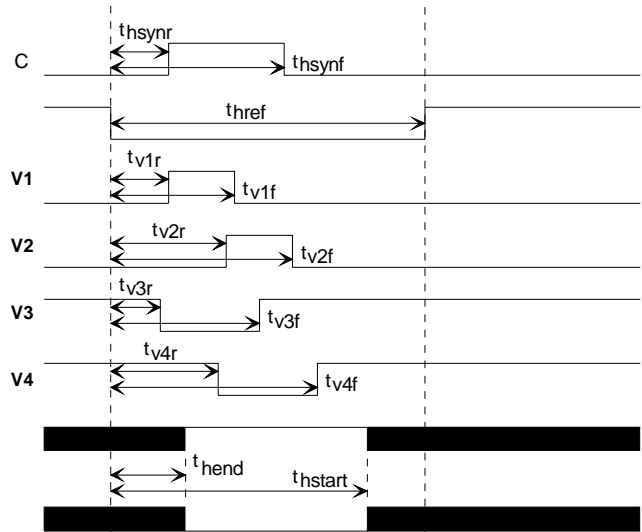 thsynr
C
thsynf
thref
tv1r
V1
tv1f
tv2r
V2
tv2f
tv3r
V3
tv3f
tv4r
V4
tv4f
thend
thstart